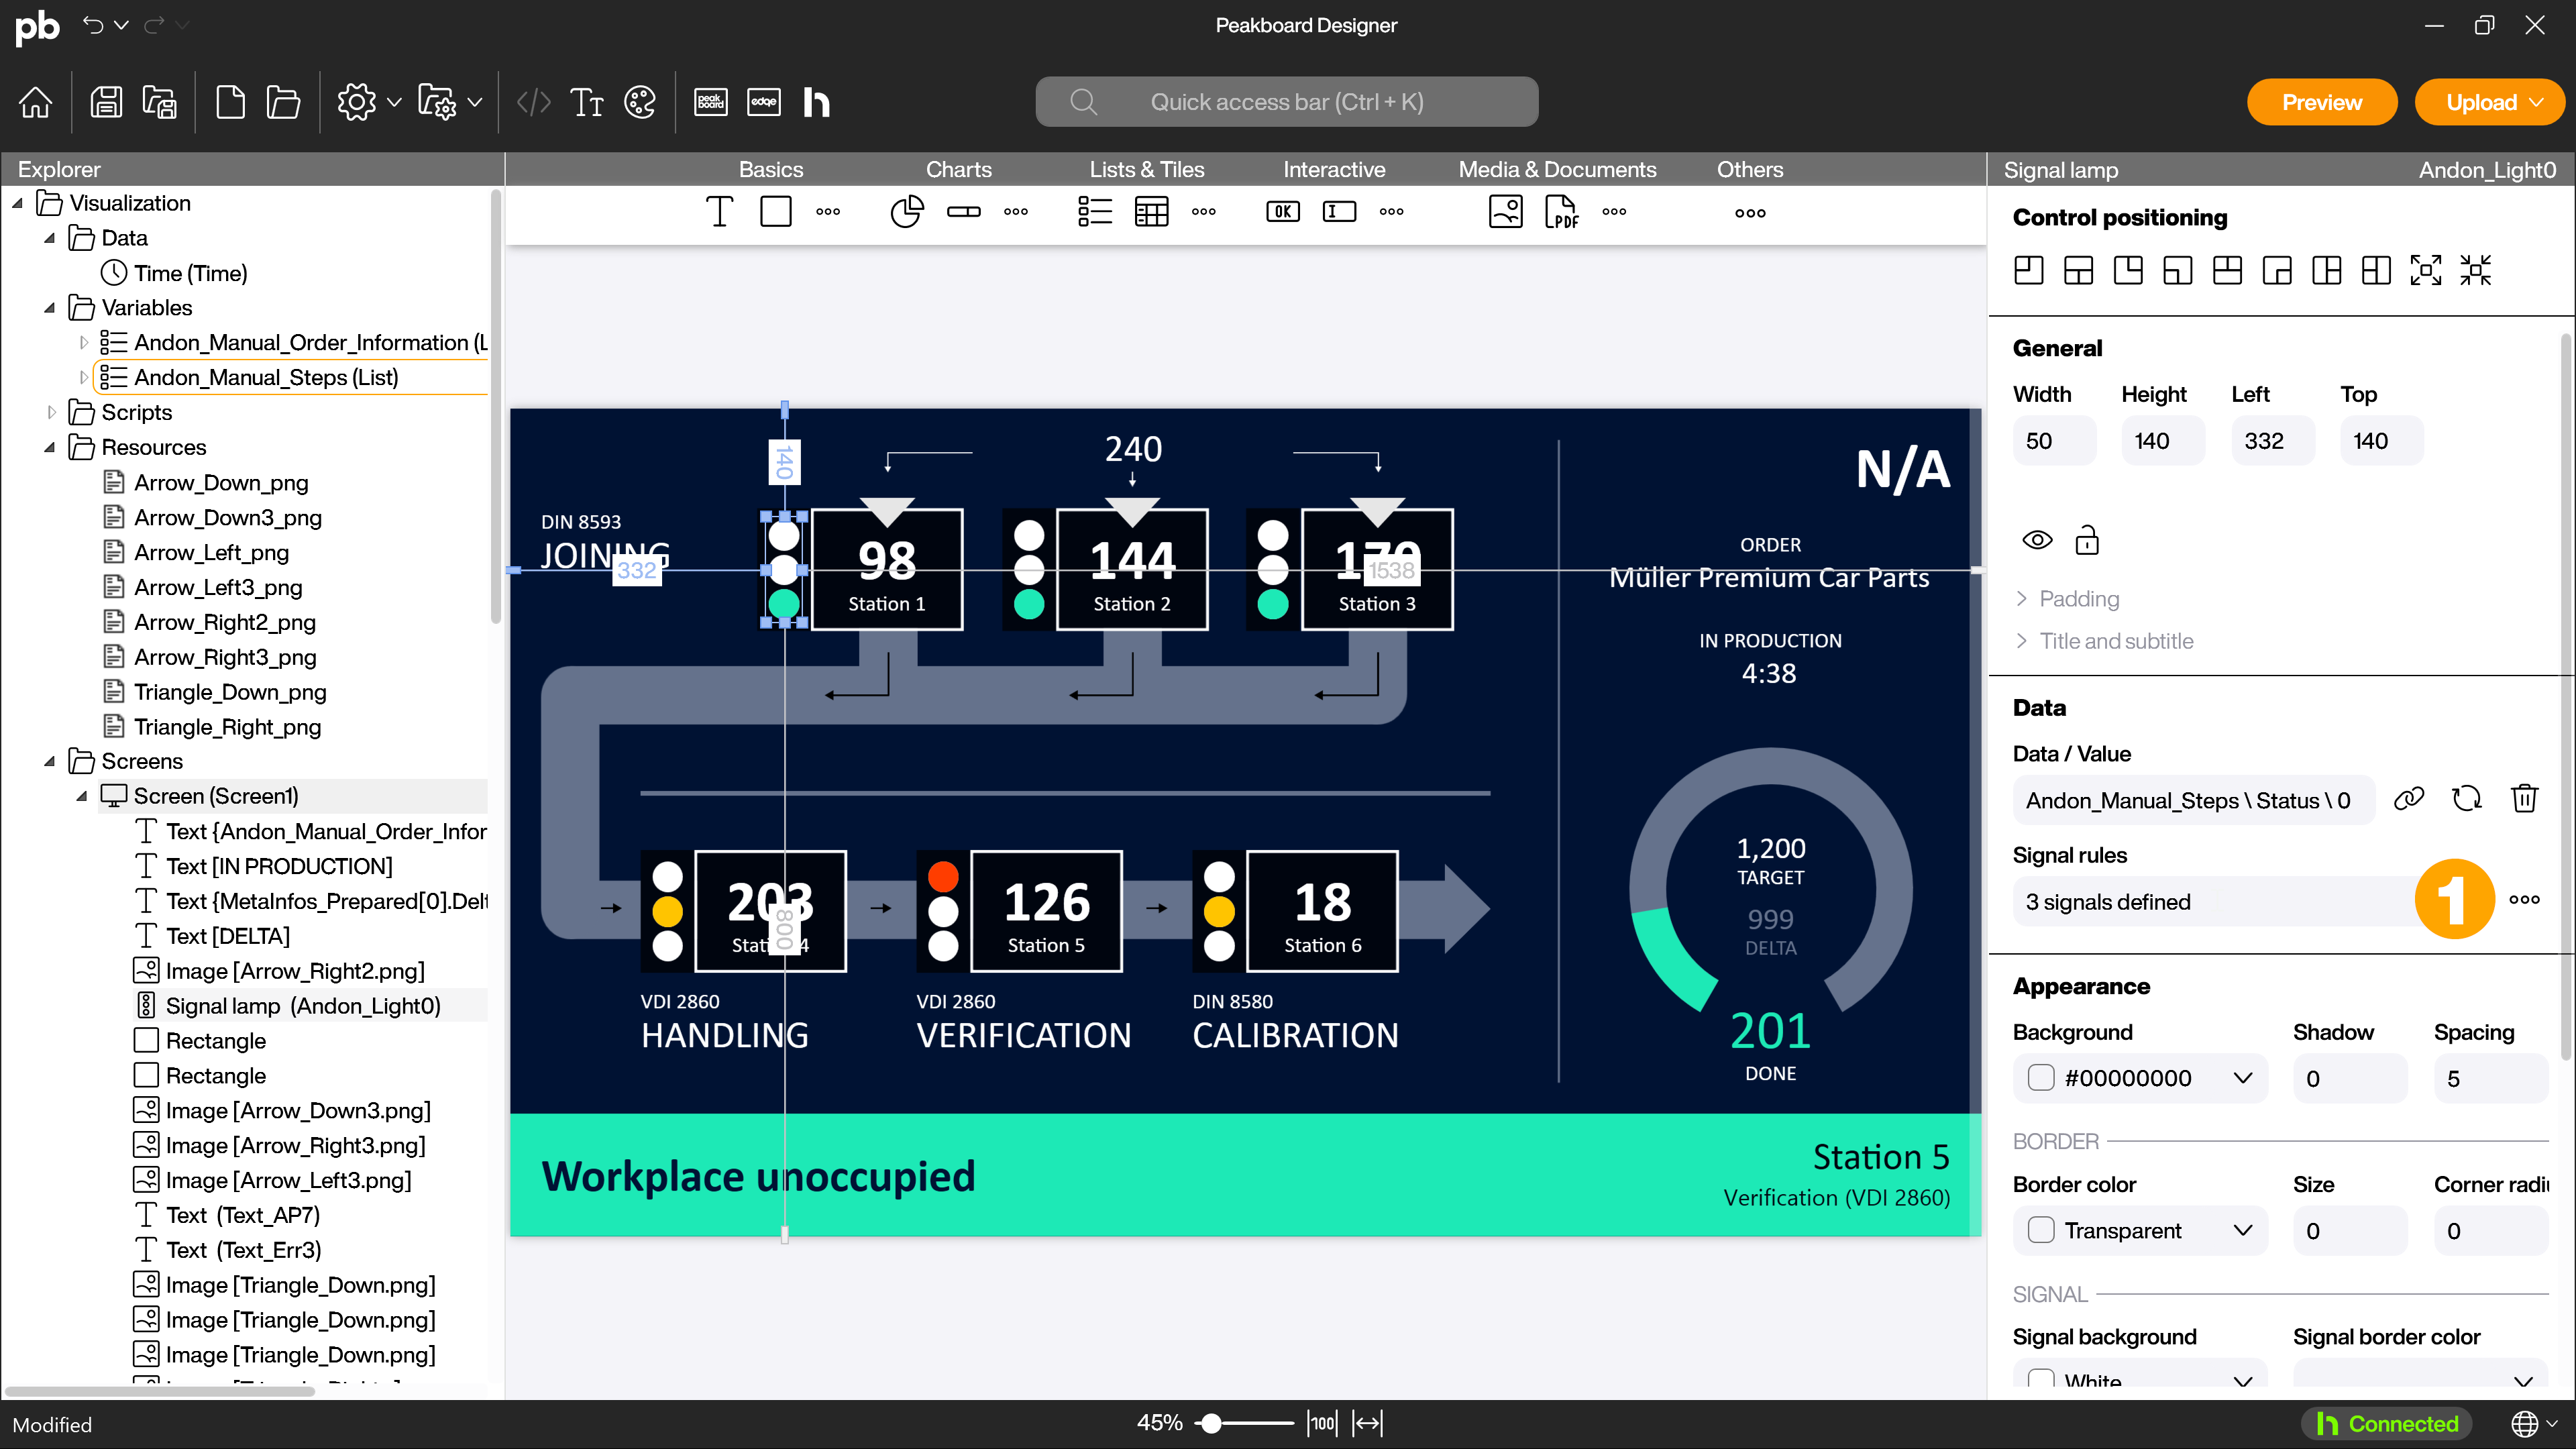 pb
Peakboard Designer
peak board
edge
Quick access bar (Ctrl + K)
Preview
Upload
Explorer
Visualization
Data
Time (Time)
Variables
Andon_Manual_Order_Information (L
Andon_Manual_Steps (List)
Scripts
Resources
Arrow_Down_png
Arrow_Down3_png
Arrow_Left_png
Arrow_Left3_png
Arrow_Right2_png
Arrow_Right3_png
Triangle_Down_png
Triangle_Right_png
Screens
Screen (Screen1)
Text {Andon_Manual_Order_Infor
Text [IN PRODUCTION]
Text {MetaInfos_Prepared[0].Delt
Text [DELTA]
Image [Arrow_Right2.png]
Signal lamp (Andon_Light0)
Rectangle
Rectangle
Image [Arrow_Down3.png]
Image [Arrow_Right3.png]
Image [Arrow_Left3.png]
Text (Text_AP7)
Text (Text_Err3)
Image [Triangle_Down.png]
Image [Triangle_Down.png]
Image [Triangle_Down.png]
Basics
Charts
Lists & Tiles
Interactive
Media & Documents
Others
OK
PDF
140
240
DIN 8593
JOINING
332
98
Station 1
144
Station 2
1538
Station 3
203
800
Station 4
126
Station 5
18
Station 6
VDI 2860
HANDLING
VDI 2860
VERIFICATION
DIN 8580
CALIBRATION
N/A
ORDER
Müller Premium Car Parts
IN PRODUCTION
4:38
1,200
TARGET
999
DELTA
201
DONE
Workplace unoccupied
Station 5
Verification (VDI 2860)
Signal lamp
Andon_Light0
Control positioning
General
Width Height Left Top
50 140 332 140
Padding
Title and subtitle
Data
Data / Value
Andon_Manual_Steps \ Status \ 0
Signal rules
3 signals defined
1
Appearance
Background Shadow Spacing
#00000000 0 5
BORDER
Border color Size Corner radi
Transparent 0 0
SIGNAL
Signal background Signal border color
White
Modified
45%
100
Connected